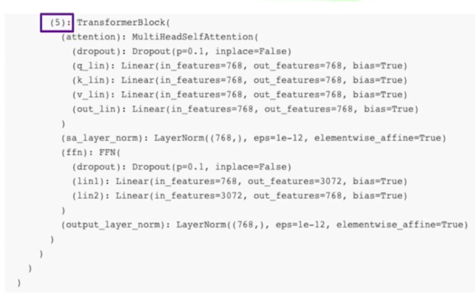 (5): TransformerBlock(
(attention): MultiHeadSelfAttention(
(dropout): Dropout(p=0.1, inplace=False)
(q_lin): Linear(in_features=768, out_features=768, bias=True)
(k_lin): Linear(in_features=768, out_features=768, bias=True)
(v_lin): Linear(in_features=768, out_features=768, bias=True)
(out_lin): Linear(in_features=768, out_features=768, bias=True)
)
(sa_layer_norm): LayerNorm((768,), eps=1e-12, elementwise_affine=True)
(ffn): FFN(
(dropout): Dropout(p=0.1, inplace=False)
(lin1): Linear(in_features=768, out_features=3072, bias=True)
(lin2): Linear(in_features=3072, out_features=768, bias=True)
)
(output_layer_norm): LayerNorm((768,), eps=1e-12, elementwise_affine=True)
)
)
)
)